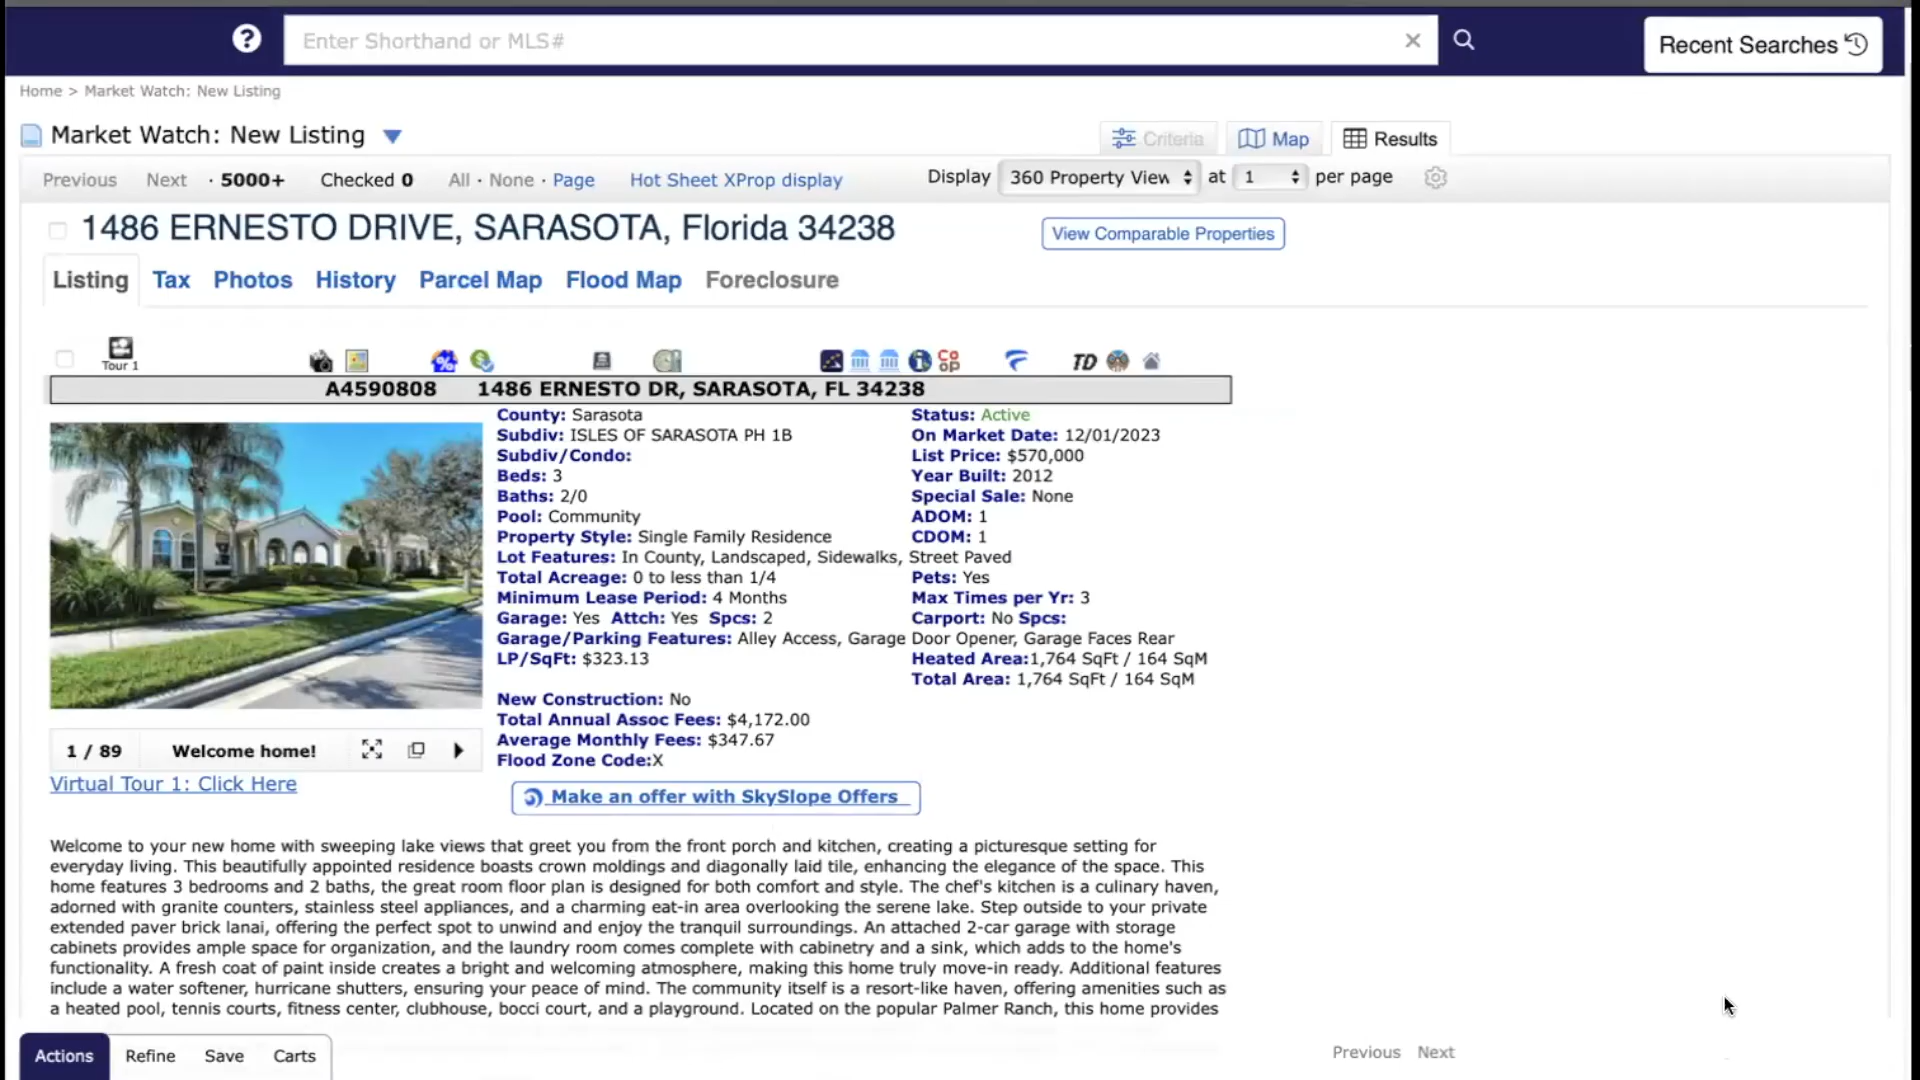 Enter Shorthand or MLS#
Recent Searches
Home > Market Watch: New Listing
Market Watch: New Listing
Criteria
Map
Results
Previous Next · 5000+ Checked 0 All · None · Page Hot Sheet XProp display Display 360 Property View at 1 per page
1486 ERNESTO DRIVE, SARASOTA, Florida 34238
View Comparable Properties
Listing Tax Photos History Parcel Map Flood Map Foreclosure
Tour 1
CO OP
TD
A4590808 1486 ERNESTO DR, SARASOTA, FL 34238
County: Sarasota Status: Active
Subdiv: ISLES OF SARASOTA PH 1B On Market Date: 12/01/2023
Subdiv/Condo: List Price: $570,000
Beds: 3 Year Built: 2012
Baths: 2/0 Special Sale: None
Pool: Community ADOM: 1
Property Style: Single Family Residence CDOM: 1
Lot Features: In County, Landscaped, Sidewalks, Street Paved
Total Acreage: 0 to less than 1/4 Pets: Yes
Minimum Lease Period: 4 Months Max Times per Yr: 3
Garage: Yes Attch: Yes Spcs: 2 Carport: No Spcs:
Garage/Parking Features: Alley Access, Garage Door Opener, Garage Faces Rear
LP/SqFt: $323.13 Heated Area:1,764 SqFt / 164 SqM
Total Area: 1,764 SqFt / 164 SqM
New Construction: No
Total Annual Assoc Fees: $4,172.00
Average Monthly Fees: $347.67
Flood Zone Code:X
1 / 89 Welcome home!
Virtual Tour 1: Click Here
Make an offer with SkySlope Offers
Welcome to your new home with sweeping lake views that greet you from the front porch and kitchen, creating a picturesque setting for
everyday living. This beautifully appointed residence boasts crown moldings and diagonally laid tile, enhancing the elegance of the space. This
home features 3 bedrooms and 2 baths, the great room floor plan is designed for both comfort and style. The chef's kitchen is a culinary haven,
adorned with granite counters, stainless steel appliances, and a charming eat-in area overlooking the serene lake. Step outside to your private
extended paver brick lanai, offering the perfect spot to unwind and enjoy the tranquil surroundings. An attached 2-car garage with storage
cabinets provides ample space for organization, and the laundry room comes complete with cabinetry and a sink, which adds to the home's
functionality. A fresh coat of paint inside creates a bright and welcoming atmosphere, making this home truly move-in ready. Additional features
include a water softener, hurricane shutters, ensuring your peace of mind. The community itself is a resort-like haven, offering amenities such as
a heated pool, tennis courts, fitness center, clubhouse, bocci court, and a playground. Located on the popular Palmer Ranch, this home provides
Actions Refine Save Carts
Previous Next